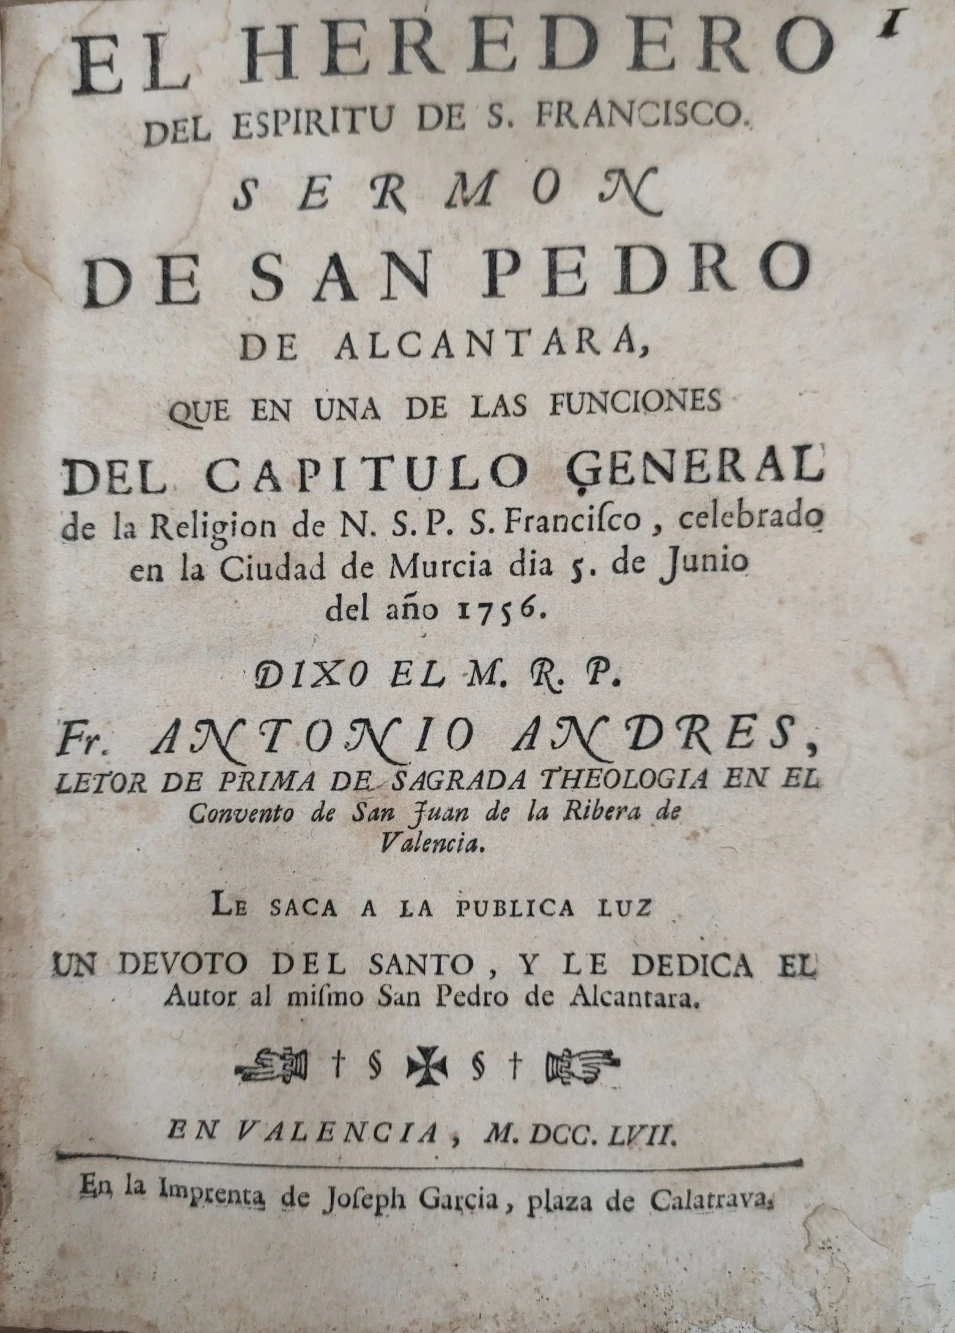 1
EL HEREDERO
DEL ESPIRITU DE S. FRANCISCO.
SERMON
DE SAN PEDRO
DE ALCANTARA,
QUE EN UNA DE LAS FUNCIONES
DEL CAPITULO GENERAL
de la Religion de N. S. P. S. Franciſco, celebrado
en la Ciudad de Murcia dia 5. de Junio
del año 1756.
DIXO EL M. R. P.
Fr. ANTONIO ANDRES,
LETOR DE PRIMA DE SAGRADA THEOLOGIA EN EL
Convento de San Juan de la Ribera de
Valencia.
LE SACA A LA PUBLICA LUZ
UN DEVOTO DEL SANTO, Y LE DEDICA EL
Autor al miſmo San Pedro de Alcantara.
† § ✠ § †
EN VALENCIA, M. DCC. LVII.
En la Imprenta de Joſeph Garcia, plaza de Calatrava.